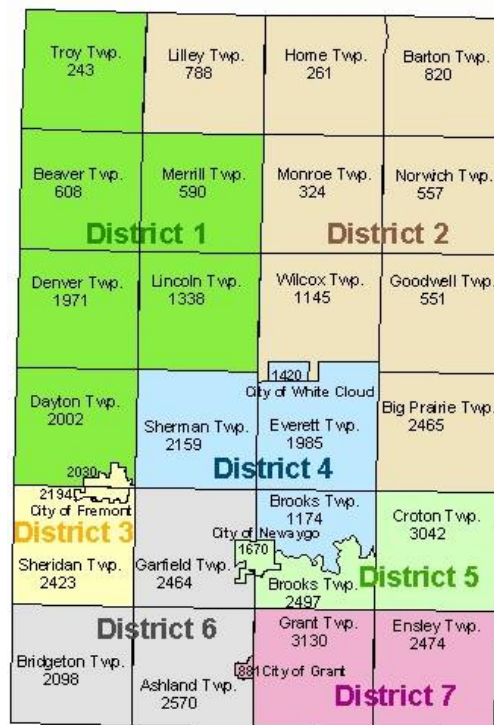 Troy Twp.
243
Lilley Twp.
788
Home Twp.
261
Barton Twp.
820
Beaver Twp.
608
Merrill Twp.
590
Monroe Twp.
324
Norwich Twp.
557
District 1
District 2
Denver Twp.
1971
Lincoln Twp.
1338
Wilcox Twp.
1145
Goodwell Twp.
551
1420
City of White Cloud
Dayton Twp.
2002
Sherman Twp.
2159
Everett Twp.
1985
Big Prairie Twp.
2465
2030
District 4
2194
City of Fremont
Brooks Twp.
1174
Croton Twp.
3042
District 3
City of Newaygo
1670
Sheridan Twp.
2423
Garfield Twp.
2464
District 5
Brooks Twp.
2497
District 6
Grant Twp.
3130
Ensley Twp.
2474
Bridgeton Twp.
2098
Ashland Twp.
2570
881 City of Grant
District 7